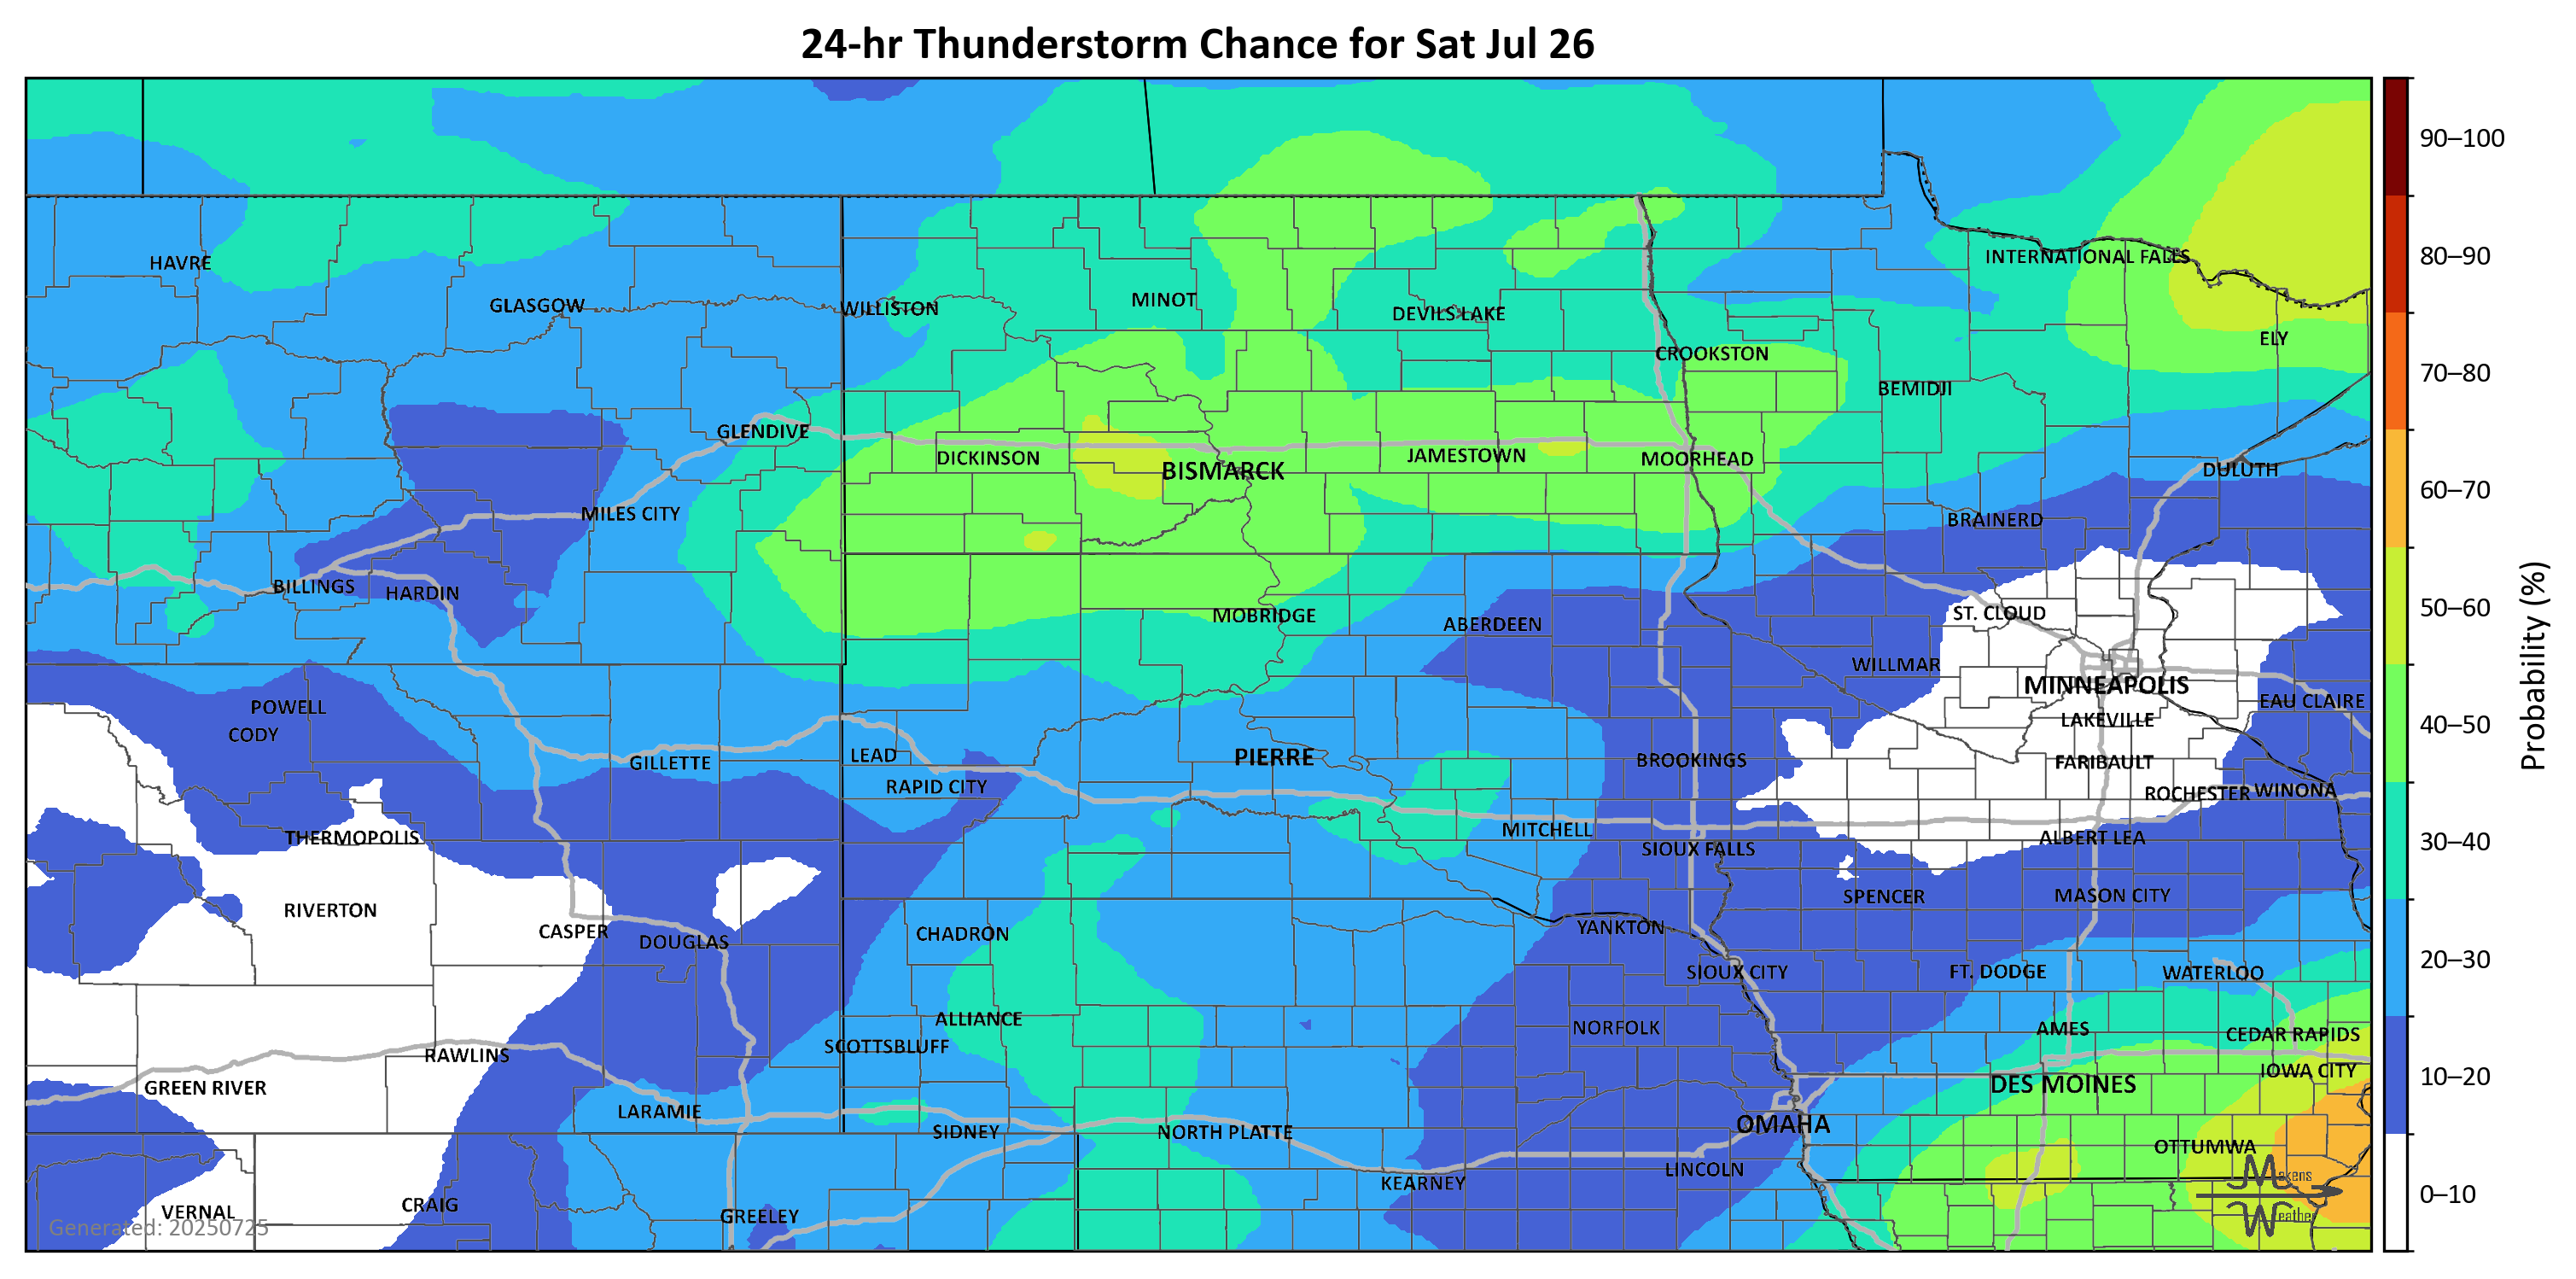 24-hr Thunderstorm Chance for Sat Jul 26
90–100
80–90
70–80
60–70
50–60
40–50
30–40
20–30
10–20
0–10
Probability (%)
HAVRE
INTERNATIONAL FALLS
GLASGOW
WILLISTON
MINOT
DEVILS LAKE
ELY
CROOKSTON
BEMIDJI
GLENDIVE
DICKINSON
BISMARCK
JAMESTOWN
MOORHEAD
DULUTH
MILES CITY
BRAINERD
BILLINGS
HARDIN
MOBRIDGE
ABERDEEN
ST. CLOUD
WILLMAR
MINNEAPOLIS
EAU CLAIRE
POWELL
CODY
LAKEVILLE
GILLETTE
LEAD
PIERRE
BROOKINGS
FARIBAULT
RAPID CITY
ROCHESTER
WINONA
THERMOPOLIS
MITCHELL
ALBERT LEA
SIOUX FALLS
SPENCER
MASON CITY
RIVERTON
CASPER
DOUGLAS
CHADRON
YANKTON
SIOUX CITY
FT. DODGE
WATERLOO
ALLIANCE
NORFOLK
AMES
CEDAR RAPIDS
SCOTTSBLUFF
RAWLINS
IOWA CITY
GREEN RIVER
DES MOINES
LARAMIE
SIDNEY
NORTH PLATTE
OMAHA
OTTUMWA
LINCOLN
KEARNEY
VERNAL
CRAIG
GREELEY
Generated: 20250725
Makens
Weather